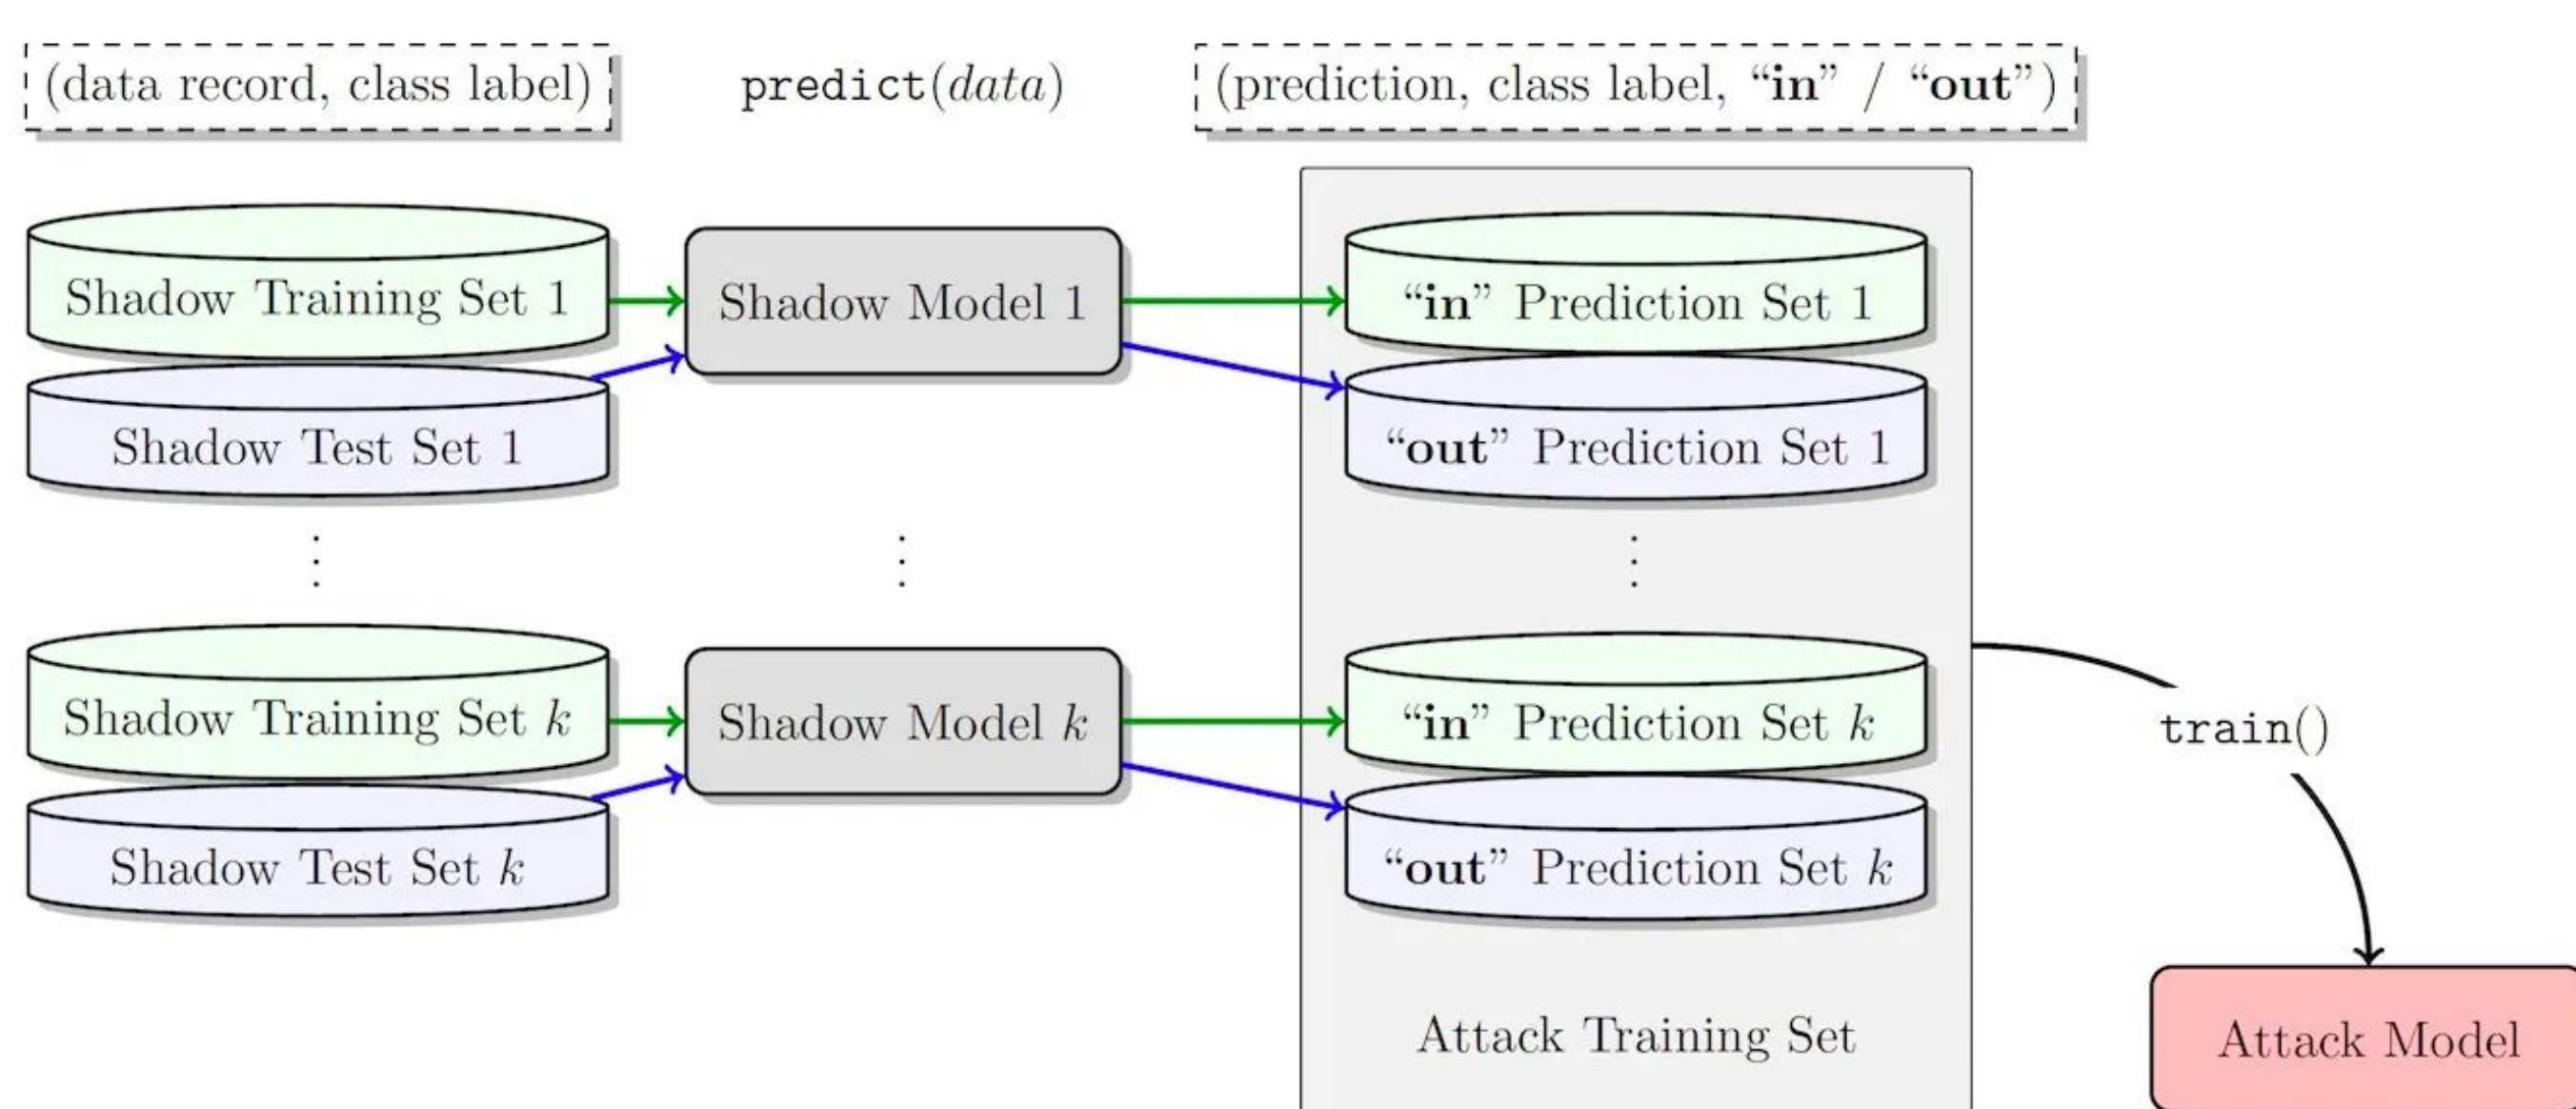 (data record, class label)
predict(data)
(prediction, class label, “in” / “out”)
Shadow Training Set 1
Shadow Model 1
“in” Prediction Set 1
Shadow Test Set 1
“out” Prediction Set 1
Shadow Training Set k
Shadow Model k
“in” Prediction Set k
train()
Shadow Test Set k
“out” Prediction Set k
Attack Training Set
Attack Model